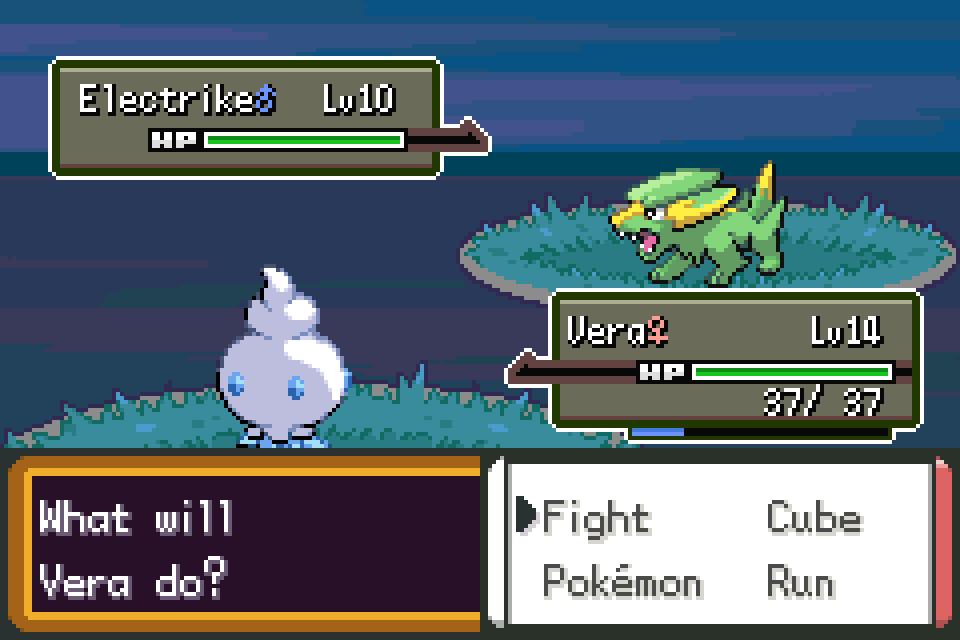 Electrike♂ Lv10
HP
Vera♀ Lv14
HP
37/ 37
What will
Vera do?
Fight Cube
Pokémon Run